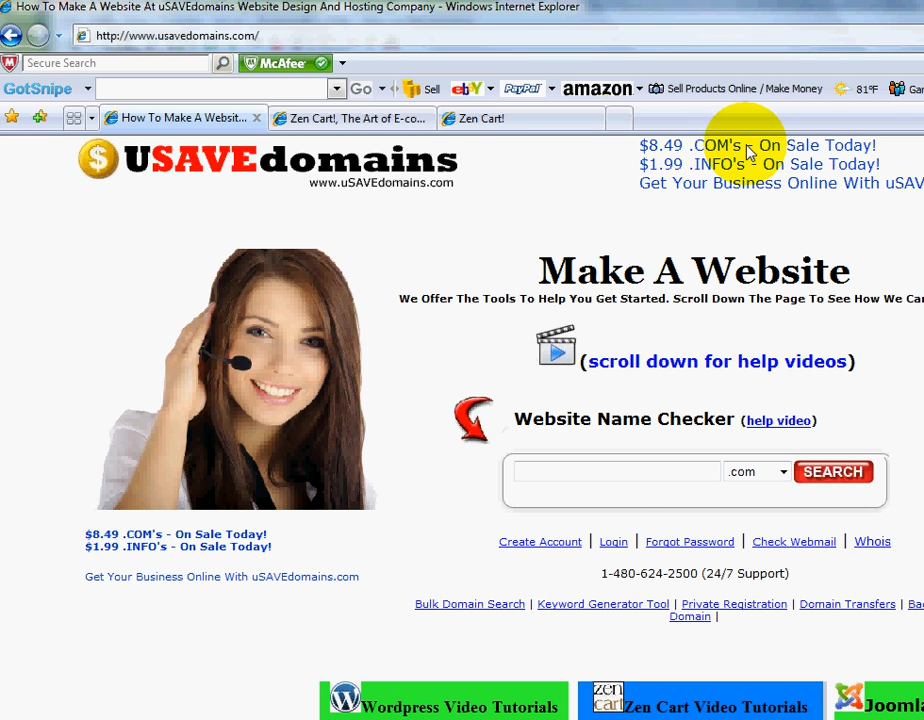 How To Make A Website At uSAVEdomains Website Design And Hosting Company - Windows Internet Explorer
http://www.usavedomains.com/
Secure Search McAfee
GotSnipe Go Sell ebY PayPal amazon Sell Products Online / Make Money 81°F Gar
How To Make A Websit... Zen Cart!, The Art of E-co... Zen Cart!
USAVEdomains
www.uSAVEdomains.com
$8.49 .COM's - On Sale Today!
$1.99 .INFO's - On Sale Today!
Get Your Business Online With uSAV
Make A Website
We Offer The Tools To Help You Get Started. Scroll Down The Page To See How We Can
(scroll down for help videos)
Website Name Checker (help video)
.com SEARCH
$8.49 .COM's - On Sale Today!
$1.99 .INFO's - On Sale Today!
Get Your Business Online With uSAVEdomains.com
Create Account | Login | Forgot Password | Check Webmail | Whois
1-480-624-2500 (24/7 Support)
Bulk Domain Search | Keyword Generator Tool | Private Registration | Domain Transfers | Bac
Domain |
Wordpress Video Tutorials
zen cart Zen Cart Video Tutorials
Joomla